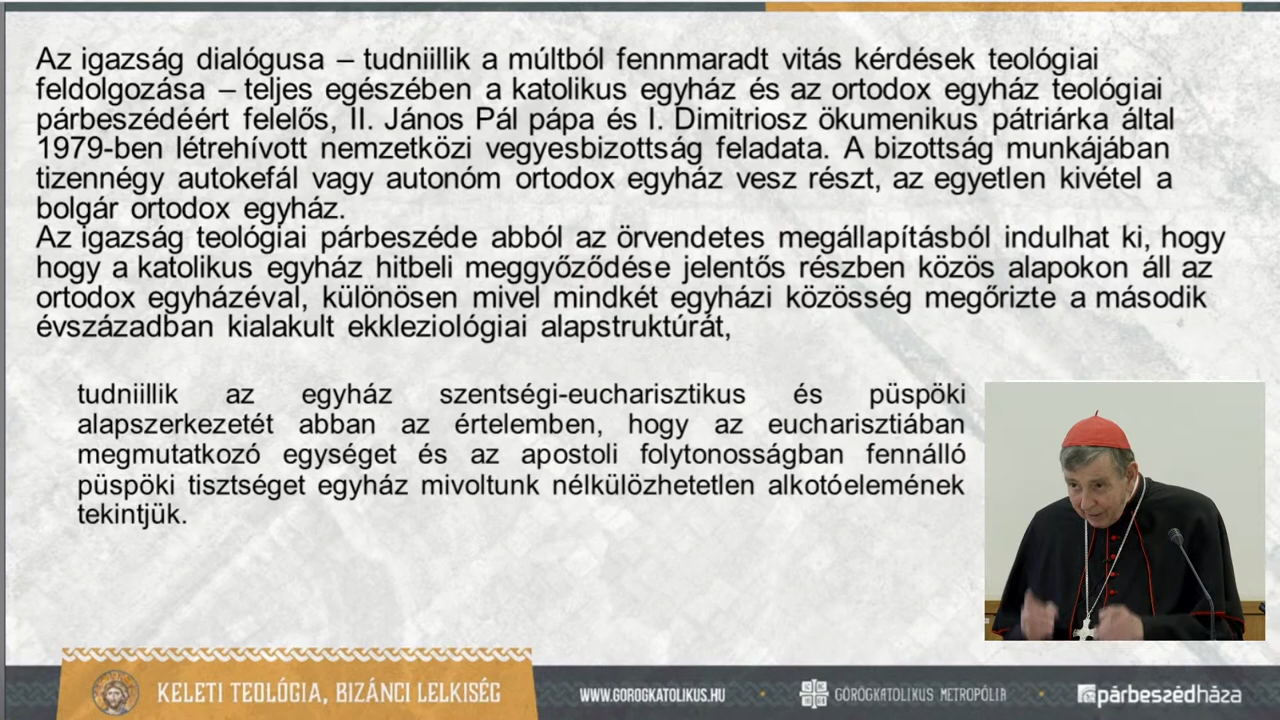 Az igazság dialógusa – tudniillik a múltból fennmaradt vitás kérdések teológiai
feldolgozása – teljes egészében a katolikus egyház és az ortodox egyház teológiai
párbeszédéért felelős, II. János Pál pápa és I. Dimitriosz ökumenikus pátriárka által
1979-ben létrehívott nemzetközi vegyesbizottság feladata. A bizottság munkájában
tizennégy autokefál vagy autonóm ortodox egyház vesz részt, az egyetlen kivétel a
bolgár ortodox egyház.
Az igazság teológiai párbeszéde abból az örvendetes megállapításból indulhat ki, hogy
hogy a katolikus egyház hitbeli meggyőződése jelentős részben közös alapokon áll az
ortodox egyházéval, különösen mivel mindkét egyházi közösség megőrizte a második
évszázadban kialakult ekkleziológiai alapstruktúrát,
tudniillik az egyház szentségi-eucharisztikus és püspöki
alapszerkezetét abban az értelemben, hogy az eucharisztiában
megmutatkozó egységet és az apostoli folytonosságban fennálló
püspöki tisztséget egyház mivoltunk nélkülözhetetlen alkotóelemének
tekintjük.
KELETI TEOLÓGIA, BIZÁNCI LELKISÉG
WWW.GOROGKATOLIKUS.HU
GÖRÖGKATOLIKUS METROPÓLIA
párbeszédháza